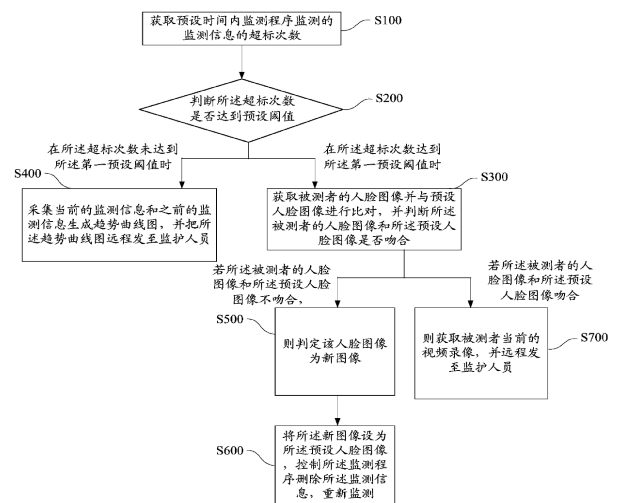 获取预设时间内监测程序监测的
监测信息的超标次数
S100
判断所述超标次数
是否达到预设阈值
S200
在所述超标次数未达到
所述第一预设阈值时
在所述超标次数达到
所述第一预设阈值时
S400
S300
采集当前的监测信息和之前的监
测信息生成趋势曲线图，并把所
述趋势曲线图远程发至监护人员
获取被测者的人脸图像并与预设
人脸图像进行比对，并判断所述
被测者的人脸图像和所述预设人
脸图像是否吻合
若所述被测者的人脸
图像和所述预设人脸
图像不吻合，
若所述被测者的人
脸图像和所述预设
人脸图像吻合
S500
则判定该人脸图像
为新图像
则获取被测者当前的
视频录像，并远程发
至监护人员
S700
S600
将所述新图像设为
所述预设人脸图像
，控制所述监测程
序删除所述监测信
息，重新监测